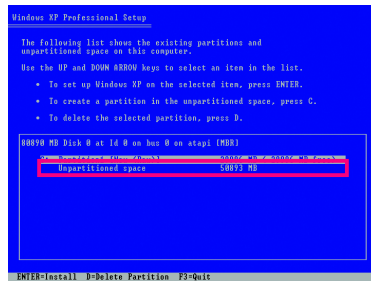 Windows XP Professional Setup
The following list shows the existing partitions and
unpartitioned space on this computer.
Use the UP and DOWN ARROW keys to select an item in the list.
• To set up Windows XP on the selected item, press ENTER.
• To create a partition in the unpartitioned space, press C.
• To delete the selected partition, press D.
80890 MB Disk 0 at Id 0 on bus 0 on atapi [MBR]
Unpartitioned space 50893 MB
ENTER=Install D=Delete Partition F3=Quit